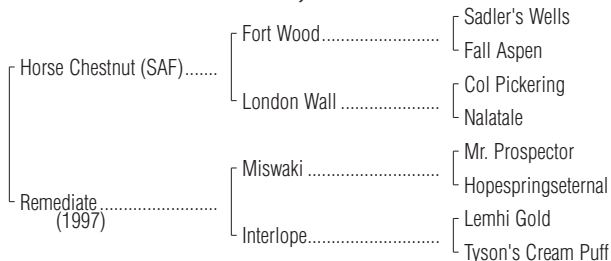 Sadler's Wells
Fort Wood
Fall Aspen
Horse Chestnut (SAF)
Col Pickering
London Wall
Nalatale
Mr. Prospector
Miswaki
Hopespringseternal
Remediate
(1997)
Lemhi Gold
Interlope
Tyson's Cream Puff